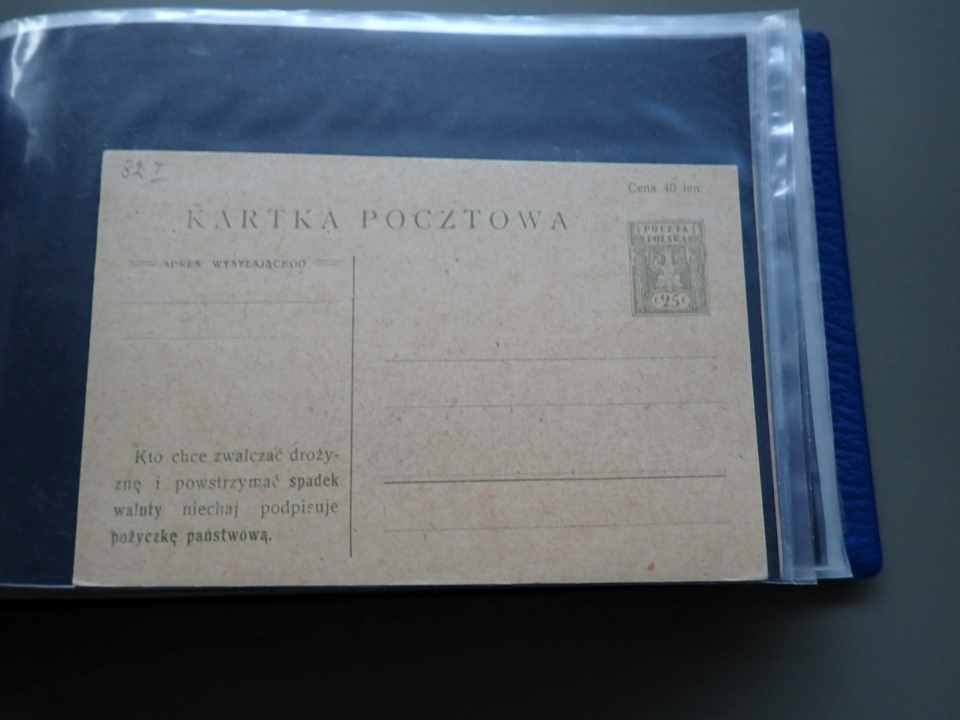 32 I
Cena 40 fen.
KARTKA POCZTOWA
POCZTA
POLSKA
25
ADRES WYSYŁAJĄCEGO
Kto chce zwalczać droży-
znę i powstrzymać spadek
waluty niechaj podpisuje
pożyczkę państwową.